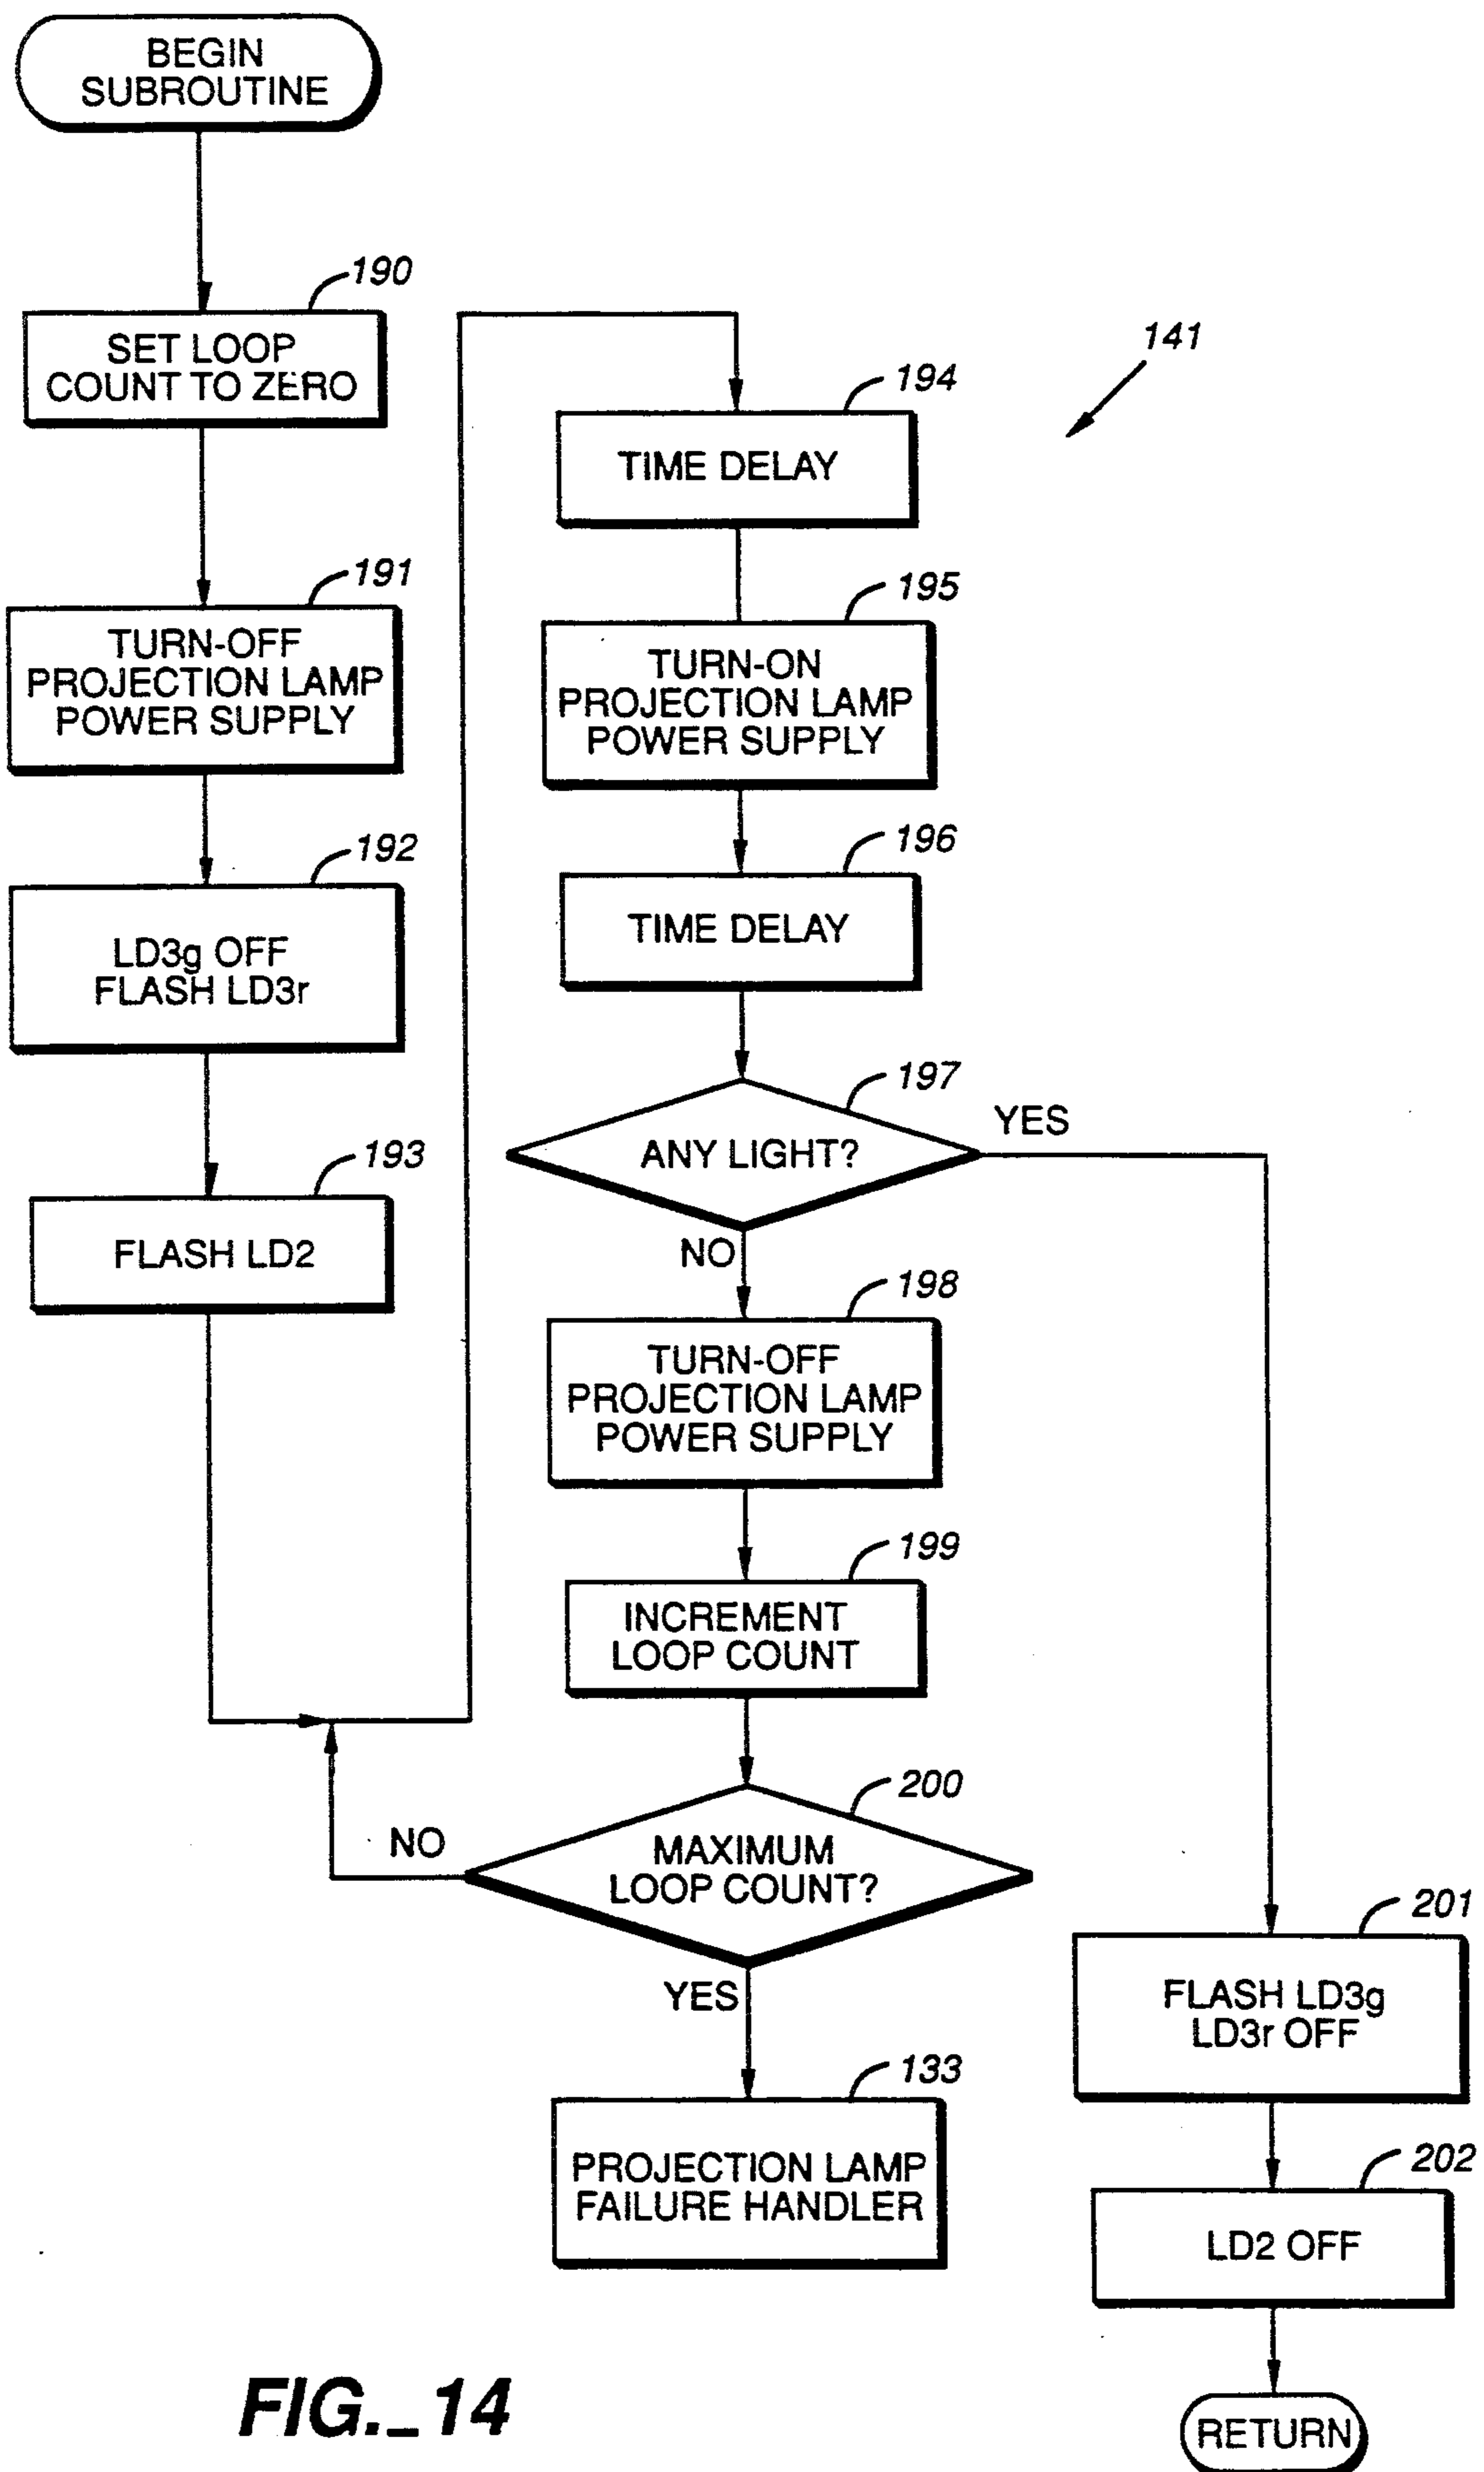 BEGIN
SUBROUTINE
190
SET LOOP
COUNT TO ZERO
191
TURN-OFF
PROJECTION LAMP
POWER SUPPLY
192
LD3g OFF
FLASH LD3r
193
FLASH LD2
141
194
TIME DELAY
195
TURN-ON
PROJECTION LAMP
POWER SUPPLY
196
TIME DELAY
197
ANY LIGHT?
YES
NO
198
TURN-OFF
PROJECTION LAMP
POWER SUPPLY
199
INCREMENT
LOOP COUNT
200
MAXIMUM
LOOP COUNT?
NO
YES
133
PROJECTION LAMP
FAILURE HANDLER
201
FLASH LD3g
LD3r OFF
202
LD2 OFF
RETURN
FIG._14